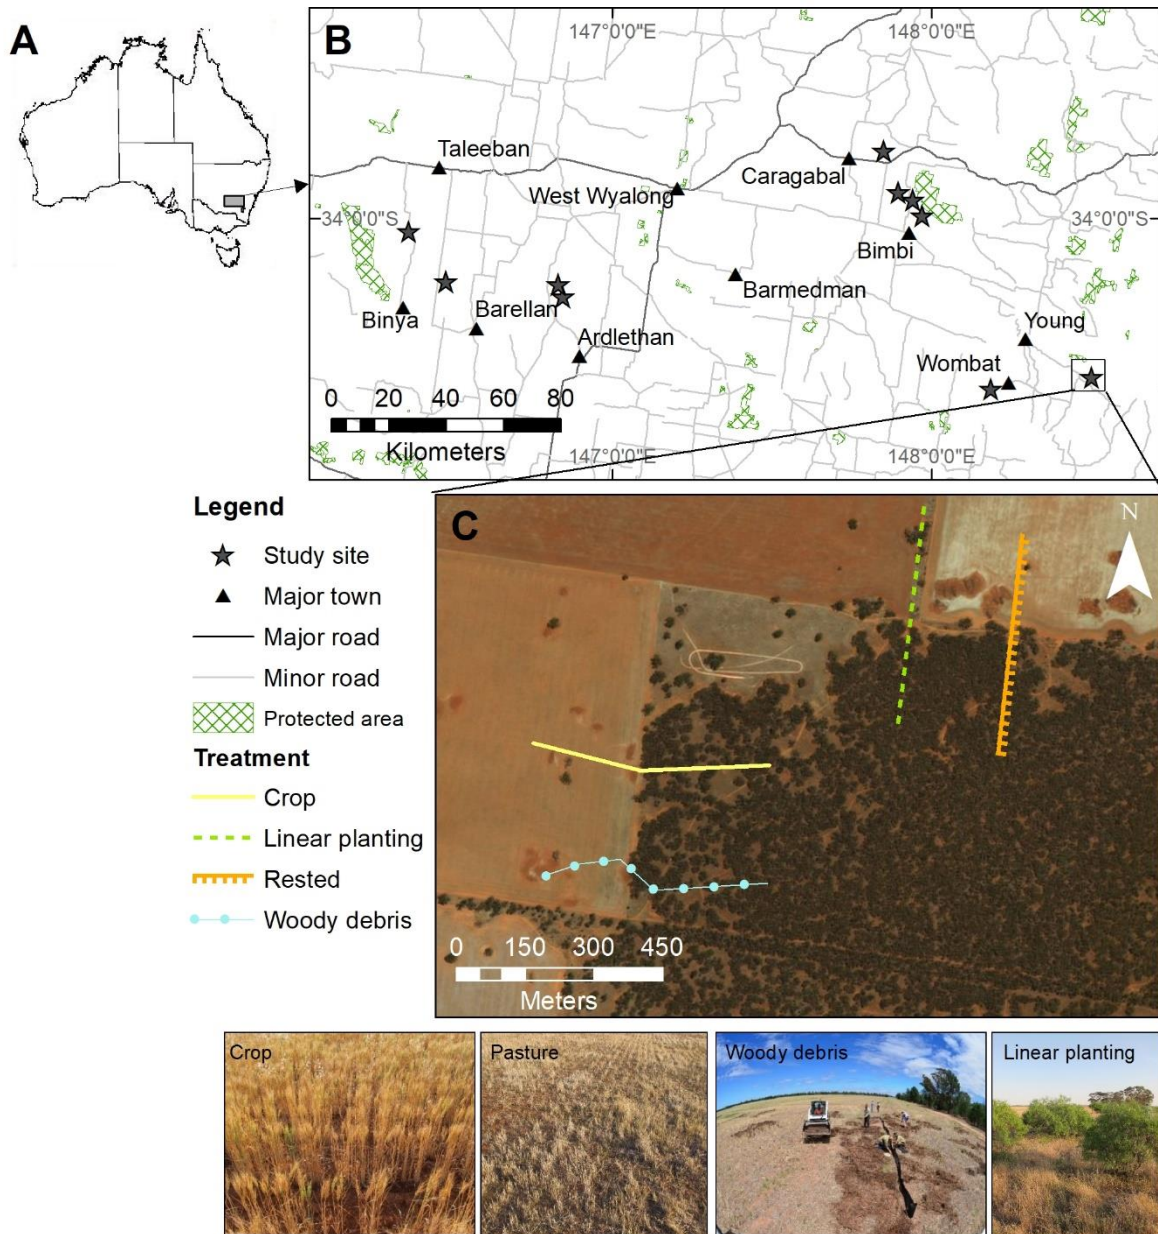 A
B
147°0'0"E
148°0'0"E
Taleeban
West Wyalong
Caragabal
34°0'0"S
34°0'0"S
Bimbi
Barmedman
Binya
Barellan
Ardlethan
Young
Wombat
0 20 40 60 80
Kilometers
147°0'0"E
148°0'0"E
Legend
Study site
Major town
Major road
Minor road
Protected area
Treatment
Crop
Linear planting
Rested
Woody debris
C
N
0 150 300 450
Meters
Crop
Pasture
Woody debris
Linear planting